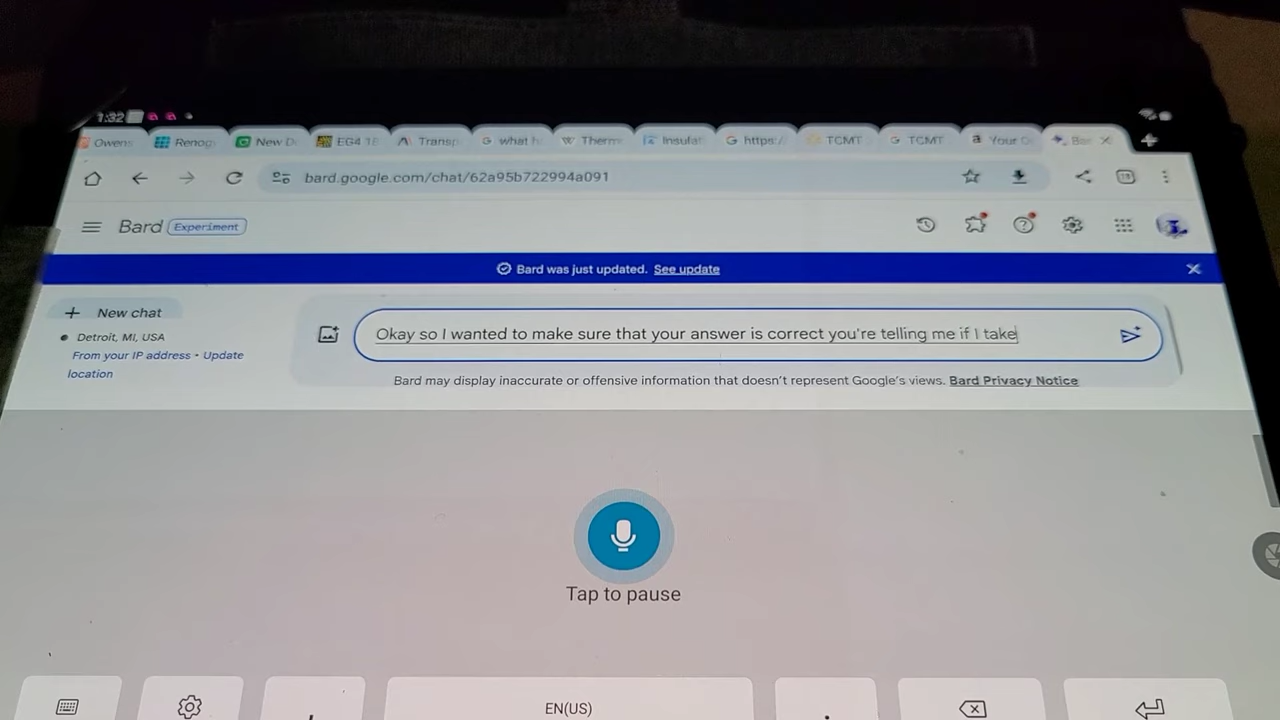 1:32
Owens
Renogy
New D
EG4 18
Transp
what h
Therm
Insulat
https:/
TCMT
TCMT
Your O
Bar
bard.google.com/chat/62a95b722994a091
Bard Experiment
Bard was just updated. See update
+ New chat
Detroit, MI, USA
From your IP address • Update
location
Okay so I wanted to make sure that your answer is correct you're telling me if I take
Bard may display inaccurate or offensive information that doesn't represent Google's views. Bard Privacy Notice
Tap to pause
, EN(US) .